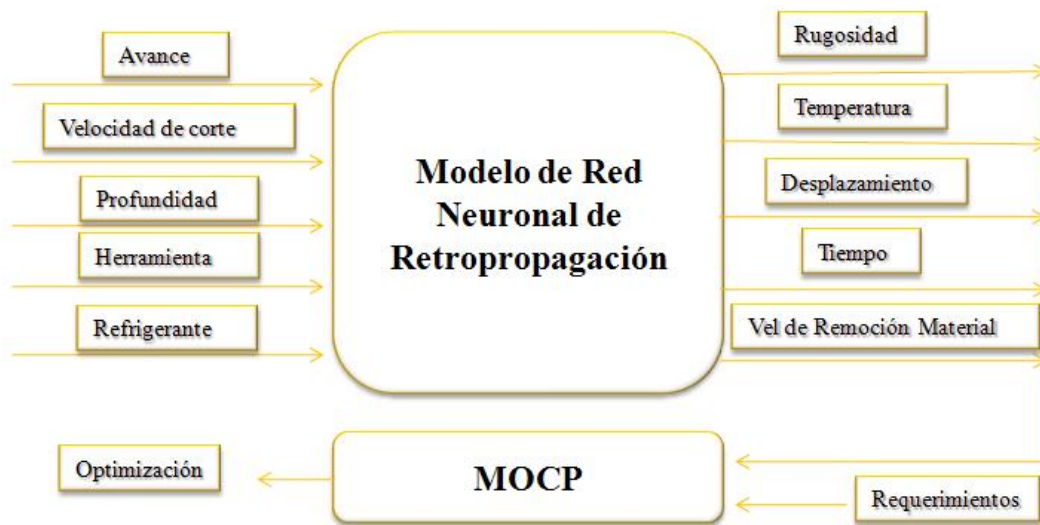 Avance
Velocidad de corte
Profundidad
Herramienta
Refrigerante
Modelo de Red
Neuronal de
Retropropagación
Rugosidad
Temperatura
Desplazamiento
Tiempo
Vel de Remoción Material
Optimización
MOCP
Requerimientos